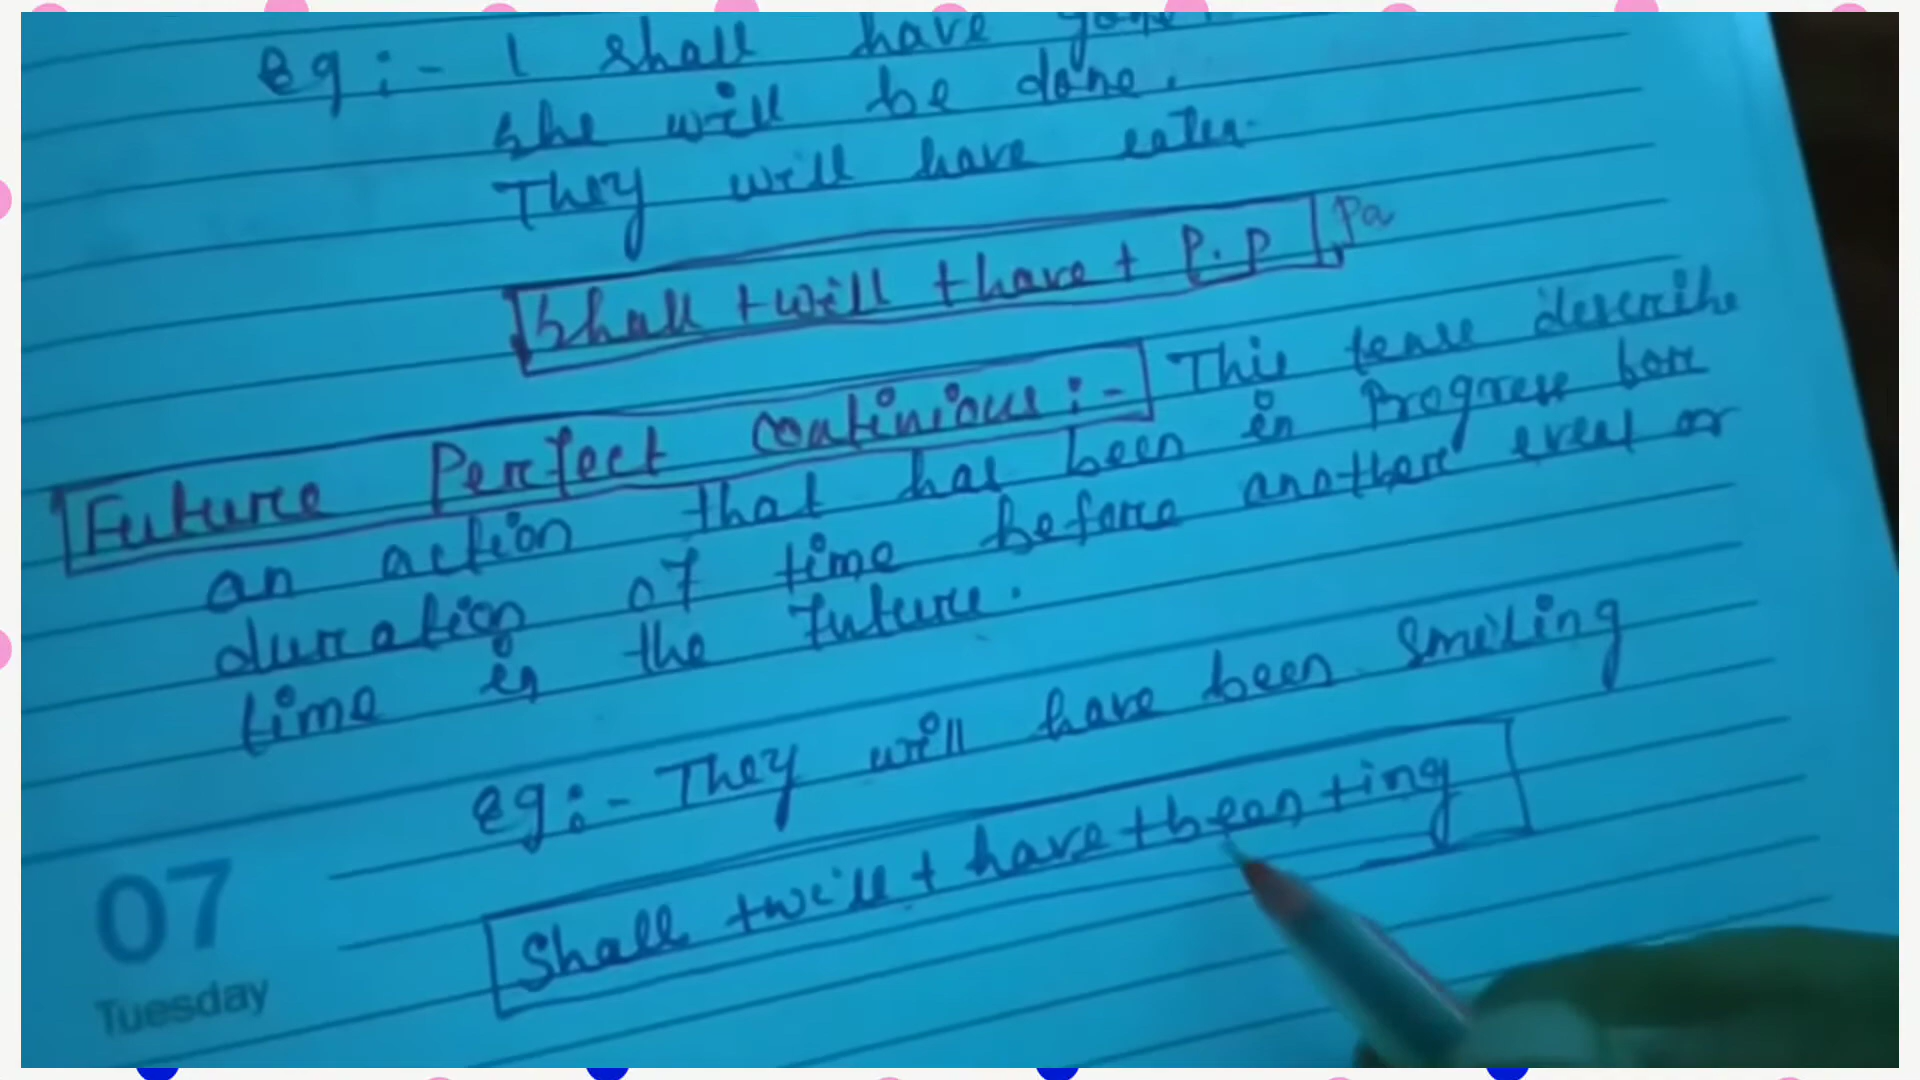 eg :- I shall have gone.
She will be done.
They will have eaten.
Shall + will + have + P.P Pa
Future Perfect continious :- This tense describe
an action that has been in Progress for
duration of time before another event or
time in the future.
eg :- They will have been smiling
Shall + will + have + been + ing
07
Tuesday